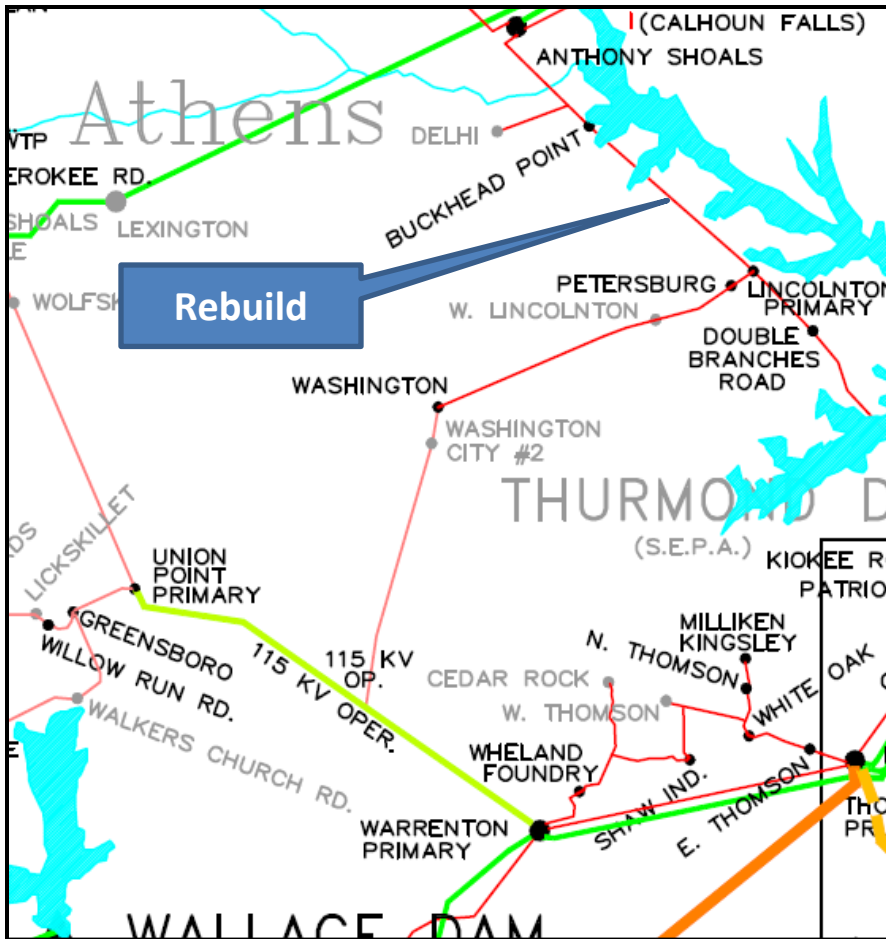 (CALHOUN FALLS)
ANTHONY SHOALS
Athens
DELHI
WTP
EROKEE RD.
BUCKHEAD POINT
SHOALS
LEXINGTON
LE
Rebuild
WOLFSK
PETERSBURG
LINCOLNTON
PRIMARY
W. LINCOLNTON
DOUBLE
BRANCHES
ROAD
WASHINGTON
WASHINGTON
CITY #2
THURMOND D
(S.E.P.A.)
KIOKEE R
PATRIO
LICKSKILLET
DS
UNION
POINT
PRIMARY
GREENSBORO
WILLOW RUN RD.
WALKERS CHURCH RD.
115 KV OPER.
115 KV
OP.
MILLIKEN
KINGSLEY
N. THOMSON
CEDAR ROCK
W. THOMSON
WHITE OAK
WHELAND
FOUNDRY
SHAW IND.
E. THOMSON
WARRENTON
PRIMARY
THO
PR
WALLACE DAM